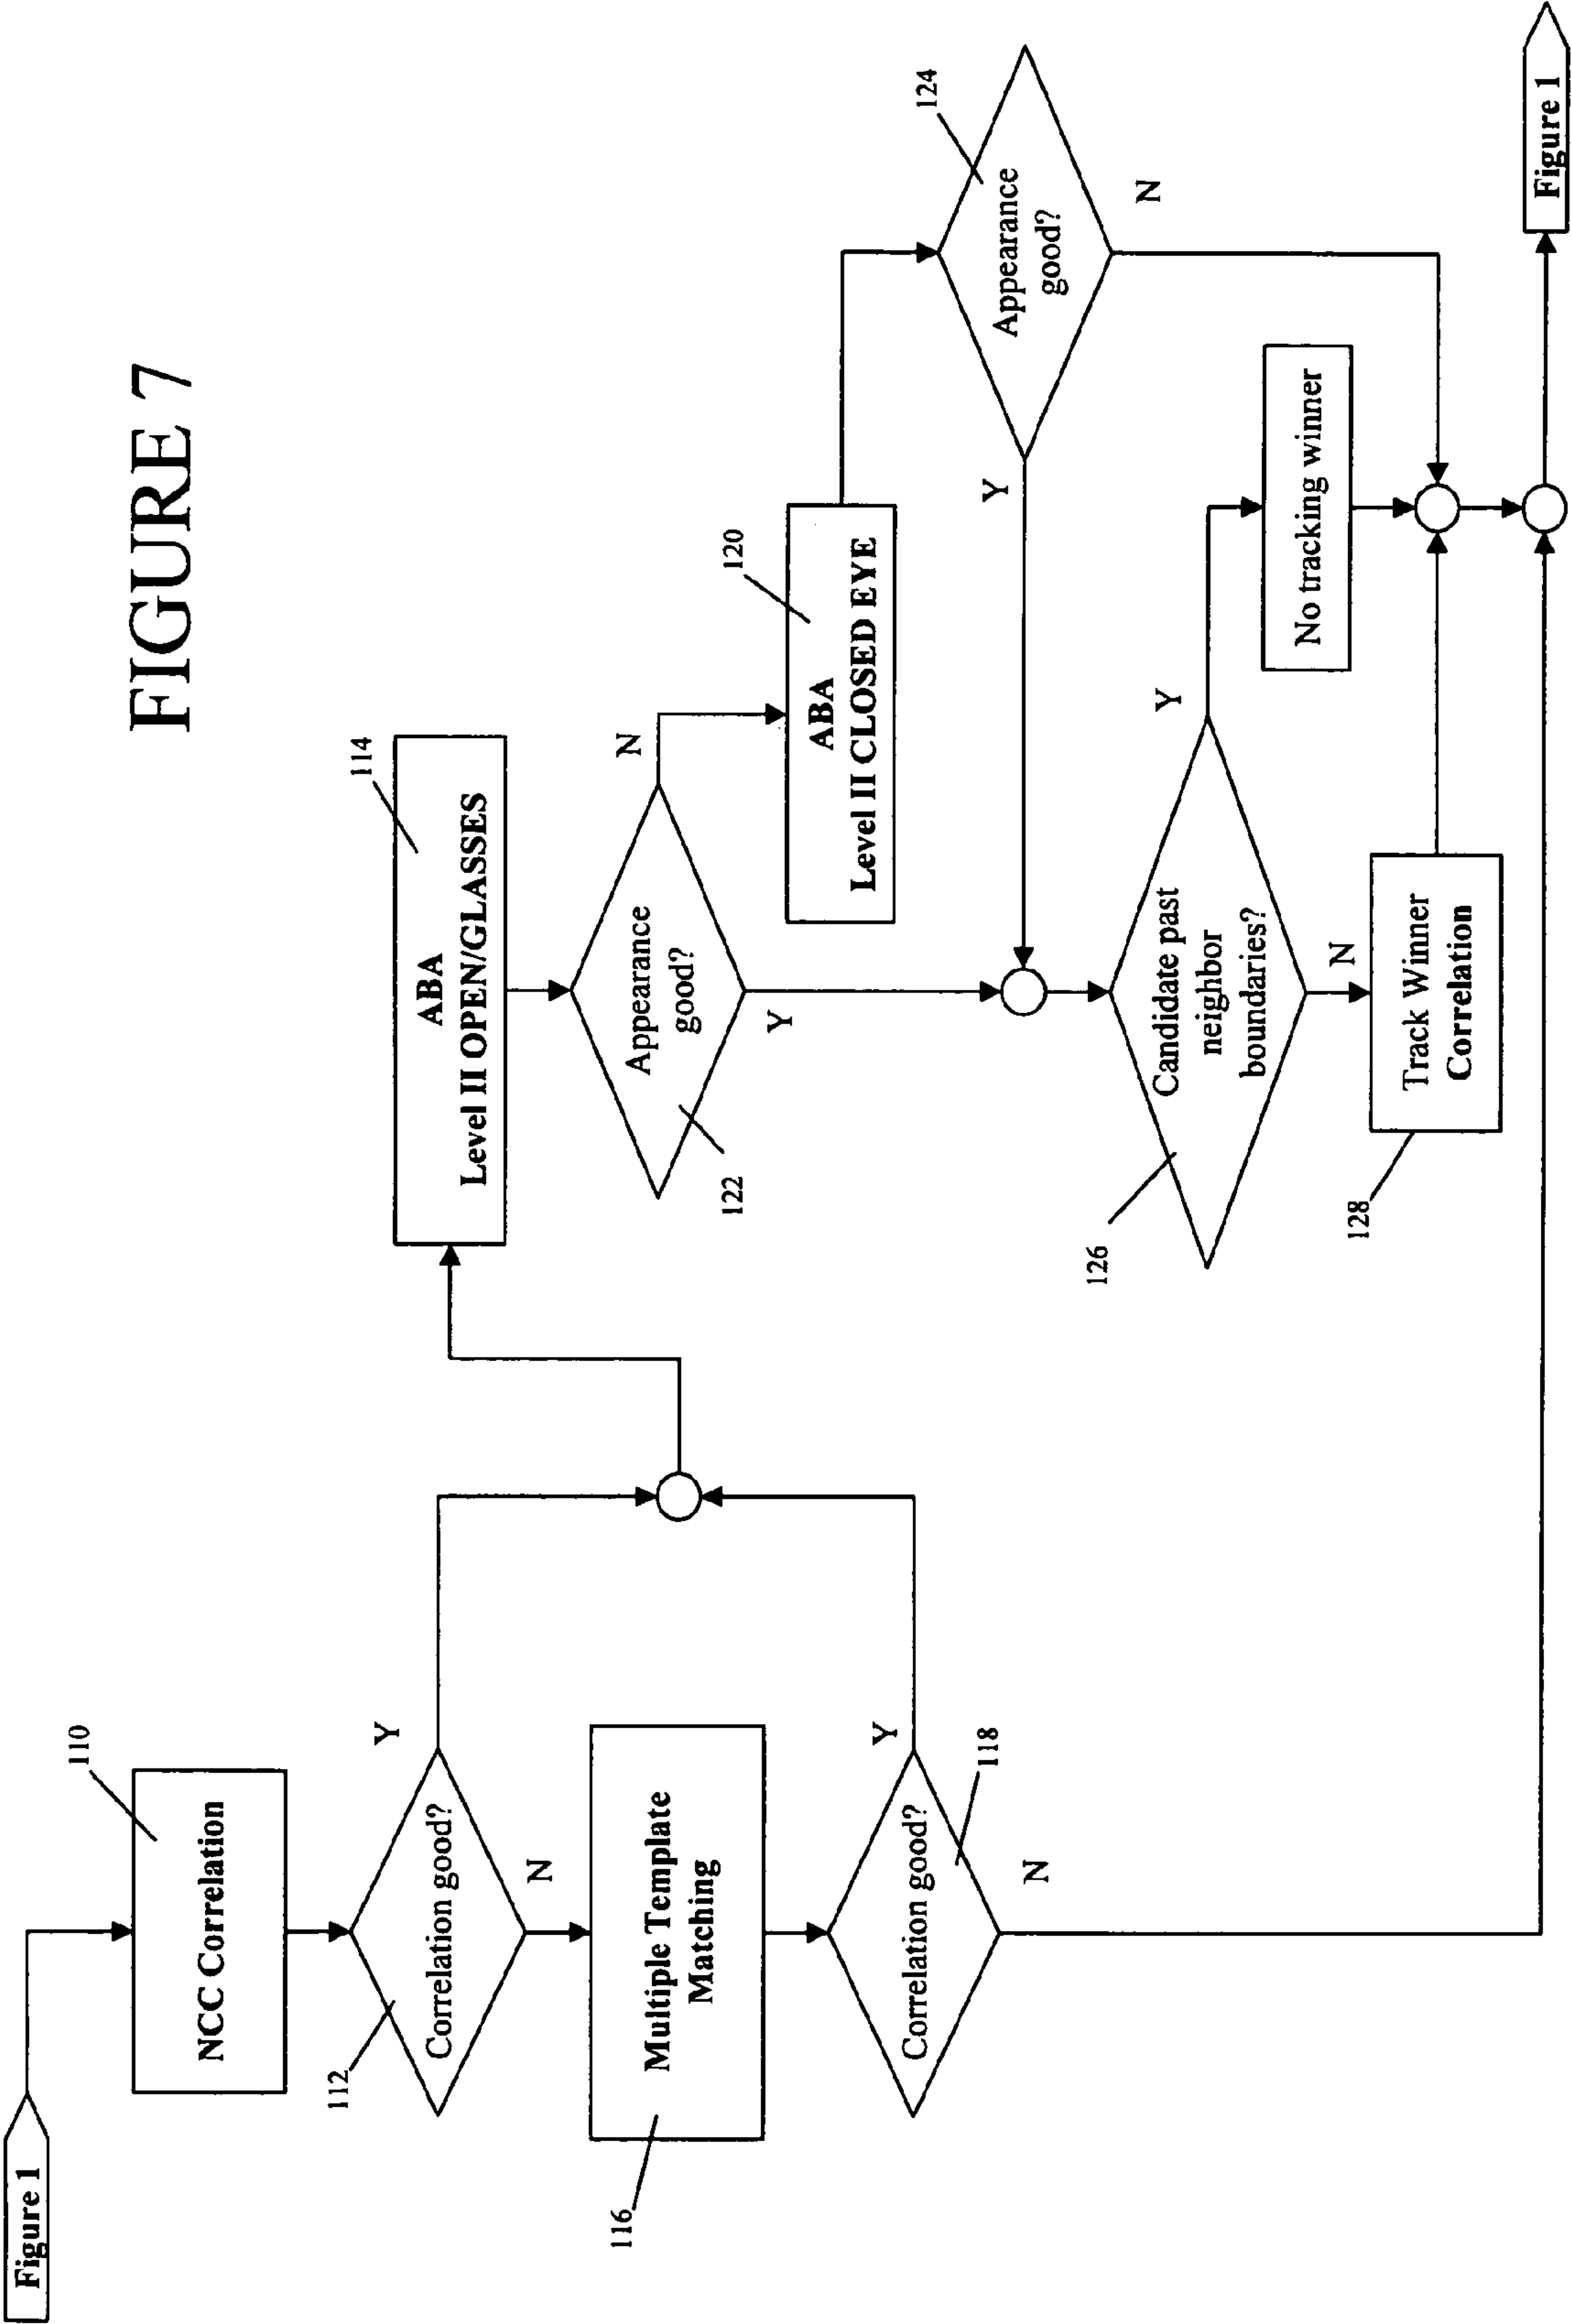 FIGURE 7
Figure 1
110
NCC Correlation
112
Correlation good?
Y
N
116
Multiple Template
Matching
118
Correlation good?
Y
N
114
ABA
Level II OPEN/GLASSES
122
Appearance
good?
N
Y
120
ABA
Level II CLOSED EYE
124
Appearance
good?
Y
N
126
Candidate past
neighbor
boundaries?
Y
N
No tracking winner
128
Track Winner
Correlation
Figure 1